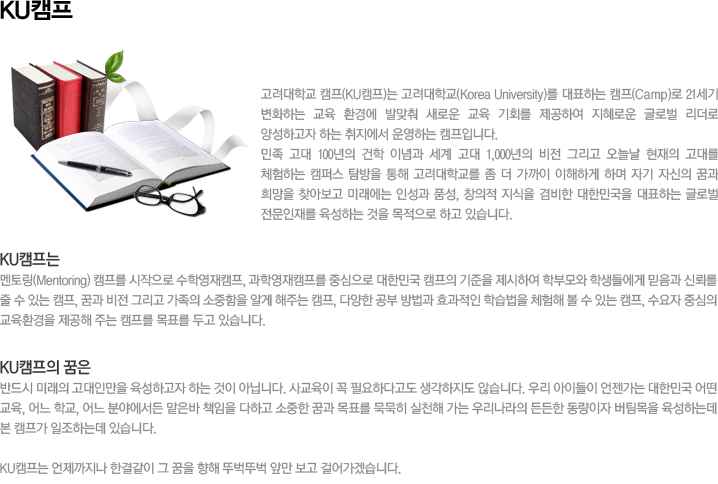 KU캠프
고려대학교 캠프(KU캠프)는 고려대학교(Korea University)를 대표하는 캠프(Camp)로 21세기
변화하는 교육 환경에 발맞춰 새로운 교육 기회를 제공하여 지혜로운 글로벌 리더로
양성하고자 하는 취지에서 운영하는 캠프입니다.
민족 고대 100년의 건학 이념과 세계 고대 1,000년의 비전 그리고 오늘날 현재의 고대를
체험하는 캠퍼스 탐방을 통해 고려대학교를 좀 더 가까이 이해하게 하며 자기 자신의 꿈과
희망을 찾아보고 미래에는 인성과 품성, 창의적 지식을 겸비한 대한민국을 대표하는 글로벌
전문인재를 육성하는 것을 목적으로 하고 있습니다.
KU캠프는
멘토링(Mentoring) 캠프를 시작으로 수학영재캠프, 과학영재캠프를 중심으로 대한민국 캠프의 기준을 제시하여 학부모와 학생들에게 믿음과 신뢰를
줄 수 있는 캠프, 꿈과 비전 그리고 가족의 소중함을 알게 해주는 캠프, 다양한 공부 방법과 효과적인 학습법을 체험해 볼 수 있는 캠프, 수요자 중심의
교육환경을 제공해 주는 캠프를 목표를 두고 있습니다.
KU캠프의 꿈은
반드시 미래의 고대인만을 육성하고자 하는 것이 아닙니다. 사교육이 꼭 필요하다고도 생각하지도 않습니다. 우리 아이들이 언젠가는 대한민국 어떤
교육, 어느 학교, 어느 분야에서든 맡은바 책임을 다하고 소중한 꿈과 목표를 묵묵히 실천해 가는 우리나라의 든든한 동량이자 버팀목을 육성하는데
본 캠프가 일조하는데 있습니다.
KU캠프는 언제까지나 한결같이 그 꿈을 향해 뚜벅뚜벅 앞만 보고 걸어가겠습니다.